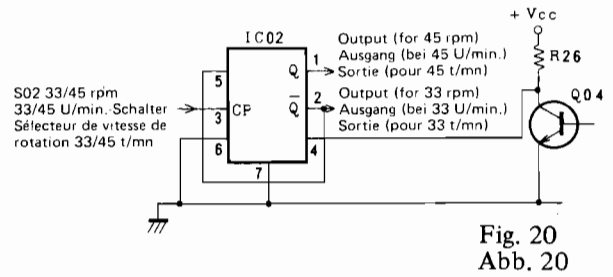 IC02
+ Vcc
R26
Q04
S02 33/45 rpm
33/45 U/min.-Schalter
Sélecteur de vitesse de
rotation 33/45 t/mn
5
CP
3
6
7
Q
1
Q̅
2
4
Output (for 45 rpm)
Ausgang (bei 45 U/min.)
Sortie (pour 45 t/mn)
Output (for 33 rpm)
Ausgang (bei 33 U/min.)
Sortie (pour 33 t/mn)
Fig. 20
Abb. 20